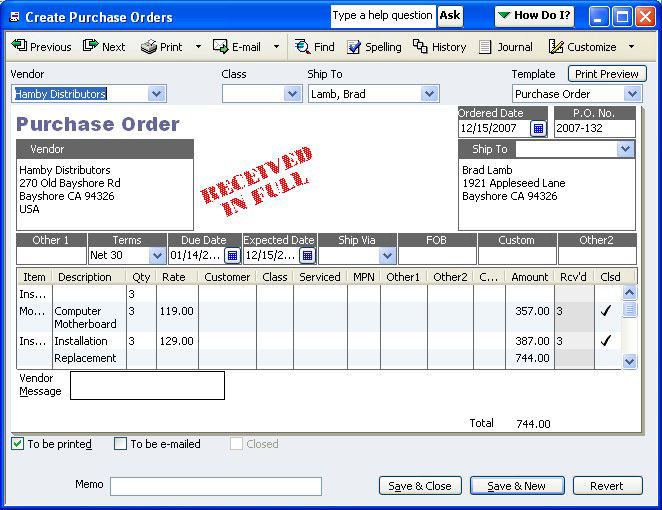 Create Purchase Orders
Type a help question Ask
How Do I?
Previous Next Print E-mail Find Spelling History Journal Customize
Vendor Class Ship To Template Print Preview
Hamby Distributors Lamb, Brad Purchase Order
Purchase Order
Ordered Date P.O. No.
12/15/2007 2007-132
Vendor Ship To
Hamby Distributors
270 Old Bayshore Rd
Bayshore CA 94326
USA
RECEIVED
IN FULL
Brad Lamb
1921 Appleseed Lane
Bayshore CA 94326
Other 1 Terms Due Date Expected Date Ship Via FOB Custom Other2
Net 30 01/14/2... 12/15/2...
Item Description Qty Rate Customer Class Serviced MPN Other1 Other2 C... Amount Rcv'd Clsd
Ins... 3
Mo... Computer 3 119.00 357.00 3 ✓
Motherboard
Ins... Installation 3 129.00 387.00 3 ✓
Replacement 744.00
Vendor
Message
Total 744.00
To be printed To be e-mailed Closed
Memo Save & Close Save & New Revert